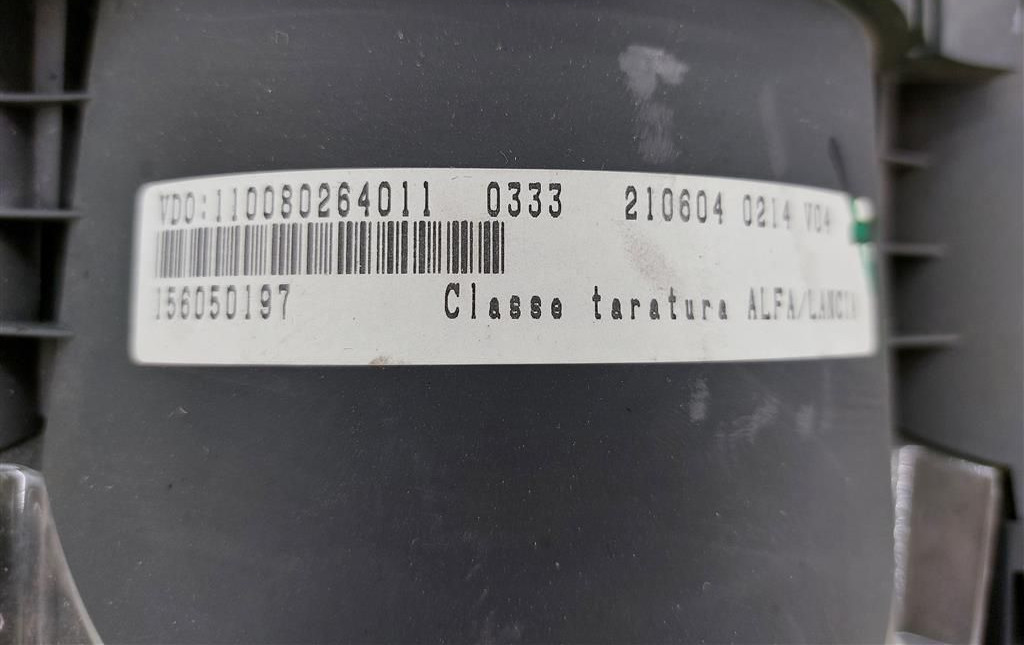 VDO:110080264011 0333 210604 0214 V04
156050197 Classe taratura ALFA/LANCIA